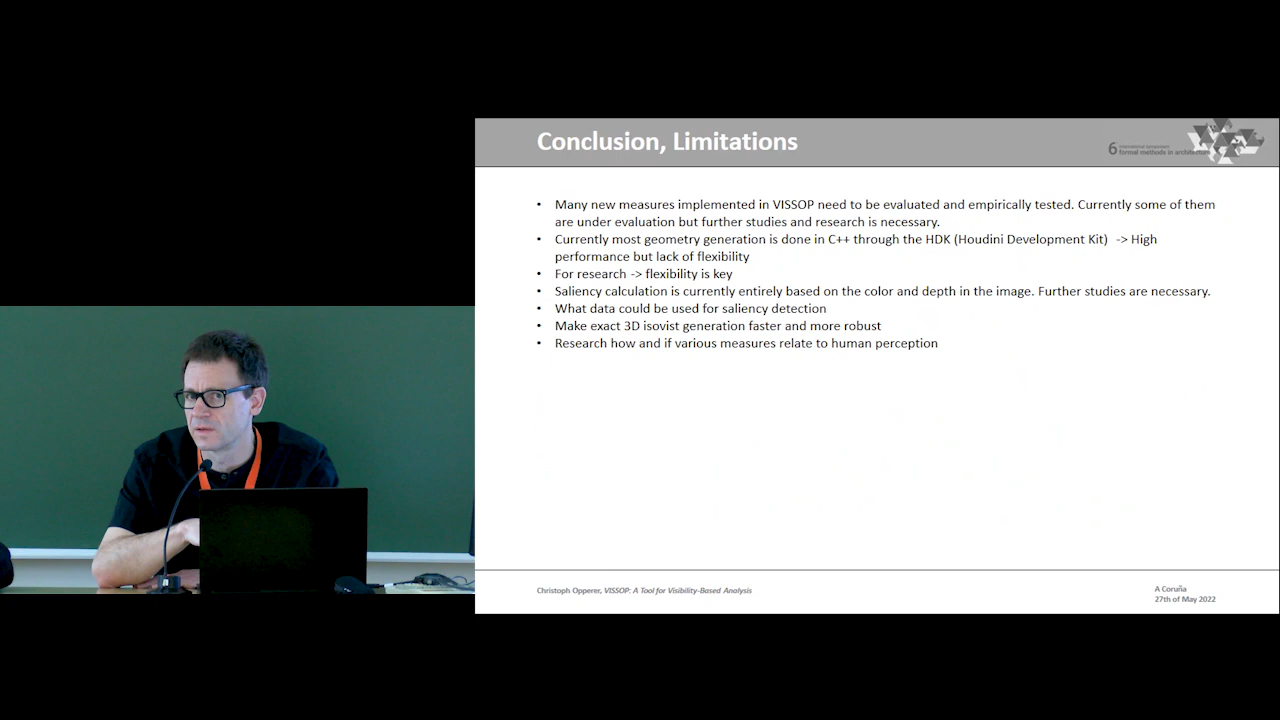 Conclusion, Limitations
6 international symposium
formal methods in architecture
• Many new measures implemented in VISSOP need to be evaluated and empirically tested. Currently some of them
are under evaluation but further studies and research is necessary.
• Currently most geometry generation is done in C++ through the HDK (Houdini Development Kit) -> High
performance but lack of flexibility
• For research -> flexibility is key
• Saliency calculation is currently entirely based on the color and depth in the image. Further studies are necessary.
• What data could be used for saliency detection
• Make exact 3D isovist generation faster and more robust
• Research how and if various measures relate to human perception
Christoph Opperer, VISSOP: A Tool for Visibility-Based Analysis
A Coruña
27th of May 2022